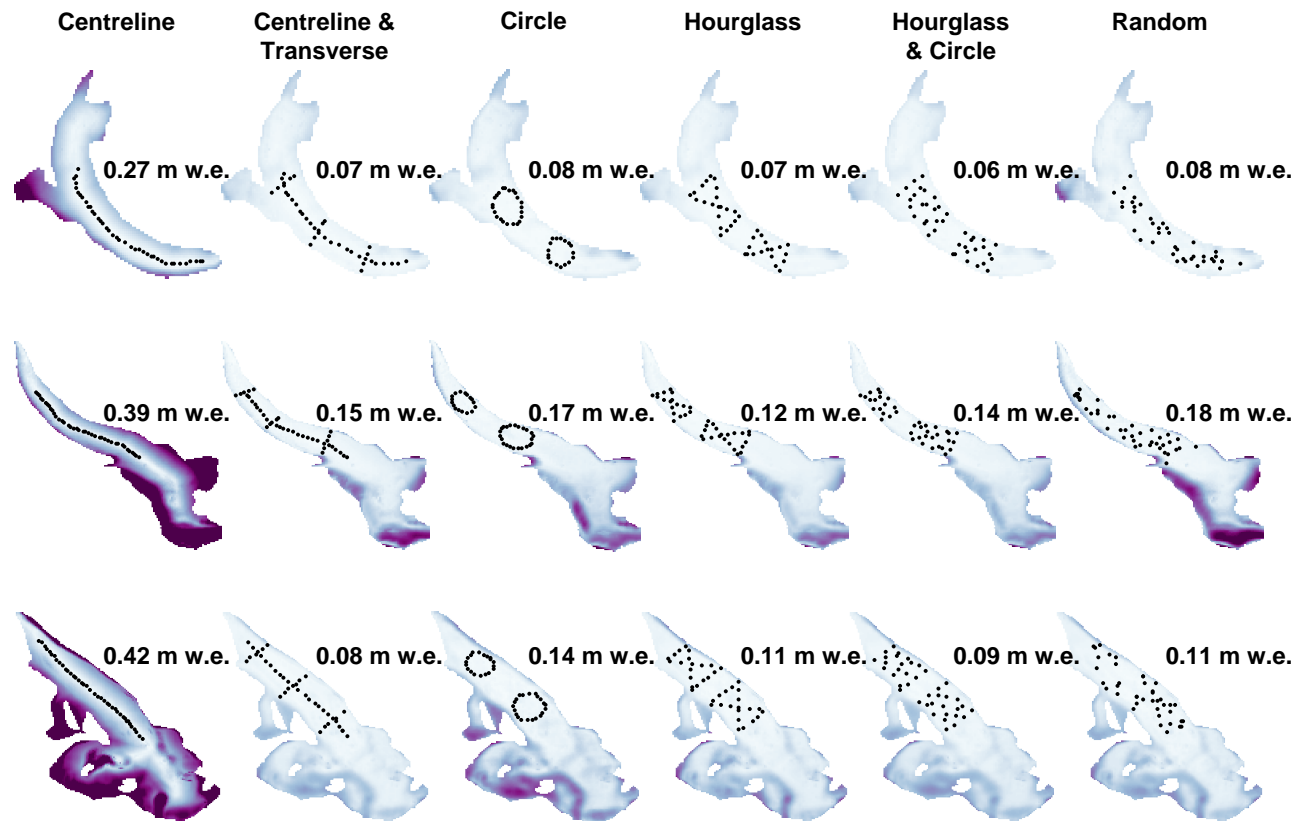 Centreline Centreline & Circle Hourglass Hourglass Random
Transverse & Circle
0.27 m w.e. 0.07 m w.e. 0.08 m w.e. 0.07 m w.e. 0.06 m w.e. 0.08 m w.e.
0.39 m w.e. 0.15 m w.e. 0.17 m w.e. 0.12 m w.e. 0.14 m w.e. 0.18 m w.e.
0.42 m w.e. 0.08 m w.e. 0.14 m w.e. 0.11 m w.e. 0.09 m w.e. 0.11 m w.e.